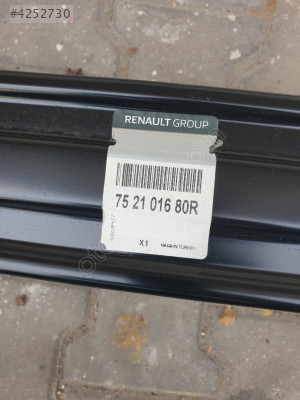 #4252730
RENAULT GROUP
75 21 016 80R
X1
MADE IN TURKEY